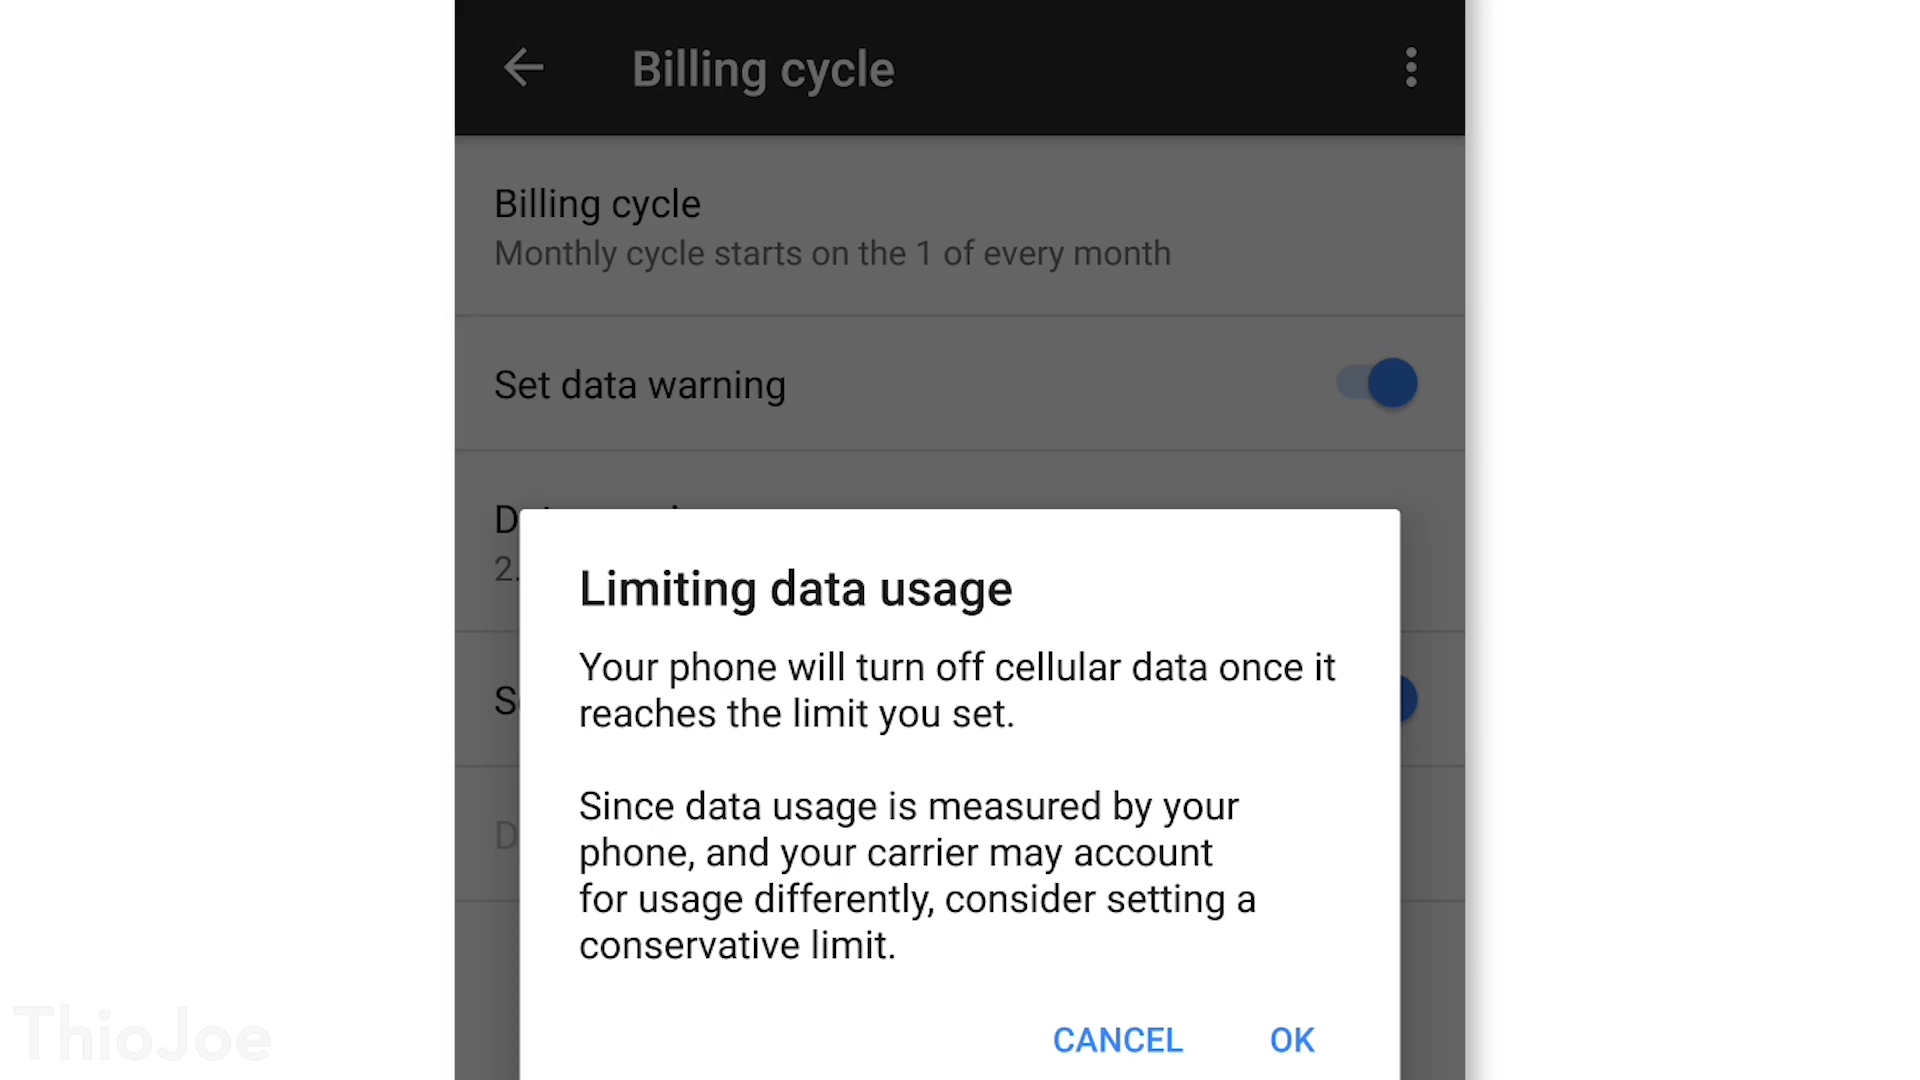 Billing cycle
Billing cycle
Monthly cycle starts on the 1 of every month
Set data warning
D
2.
Limiting data usage
Your phone will turn off cellular data once it
reaches the limit you set.
S
Since data usage is measured by your
phone, and your carrier may account
for usage differently, consider setting a
conservative limit.
D
CANCEL OK
ThioJoe